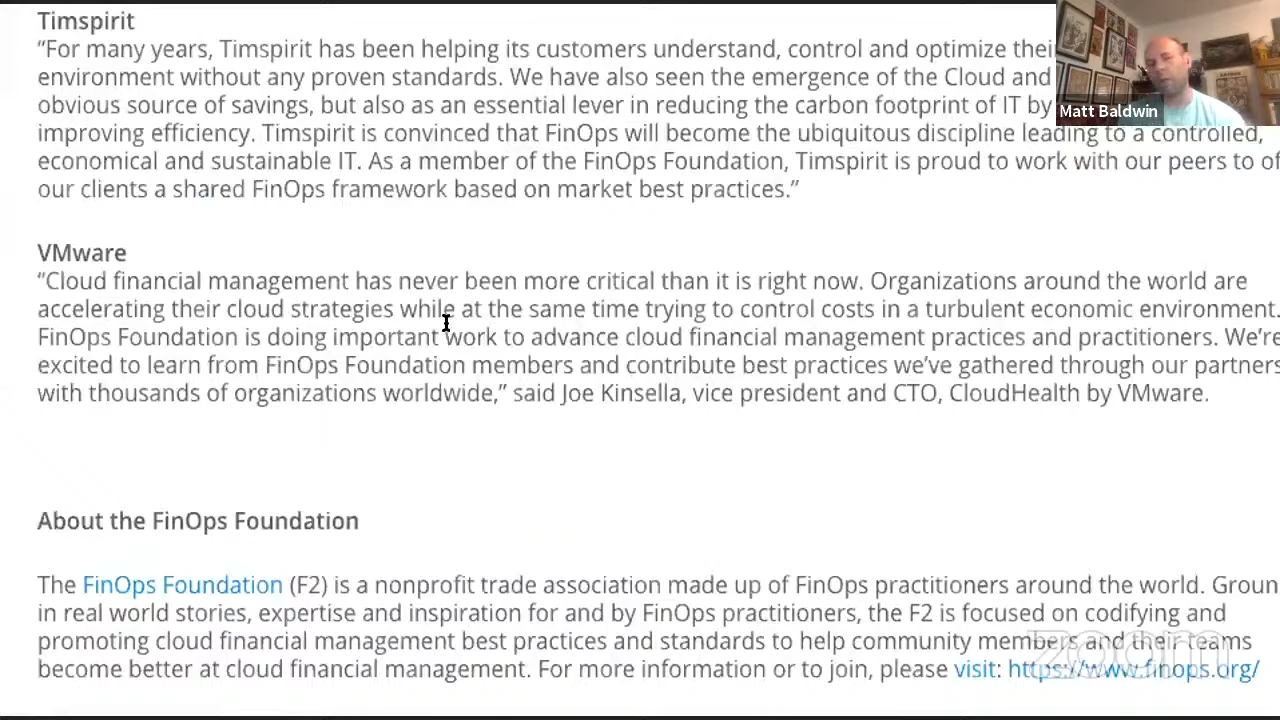 Timspirit
“For many years, Timspirit has been helping its customers understand, control and optimize
environment without any proven standards. We have also seen the emergence of the Cloud and
obvious source of savings, but also as an essential lever in reducing the carbon footprint of IT by
improving efficiency. Timspirit is convinced that FinOps will become the ubiquitous discipline leading to a controlled,
economical and sustainable IT. As a member of the FinOps Foundation, Timspirit is proud to work with our peers to
our clients a shared FinOps framework based on market best practices.”
Matt Baldwin
VMware
“Cloud financial management has never been more critical than it is right now. Organizations around the world are
accelerating their cloud strategies while at the same time trying to control costs in a turbulent economic environment.
FinOps Foundation is doing important work to advance cloud financial management practices and practitioners. We’re
excited to learn from FinOps Foundation members and contribute best practices we’ve gathered through our partners
with thousands of organizations worldwide,” said Joe Kinsella, vice president and CTO, CloudHealth by VMware.
About the FinOps Foundation
The FinOps Foundation (F2) is a nonprofit trade association made up of FinOps practitioners around the world.
in real world stories, expertise and inspiration for and by FinOps practitioners, the F2 is focused on codifying and
promoting cloud financial management best practices and standards to help community members and their teams
become better at cloud financial management. For more information or to join, please visit: https://www.finops.org/
zoom